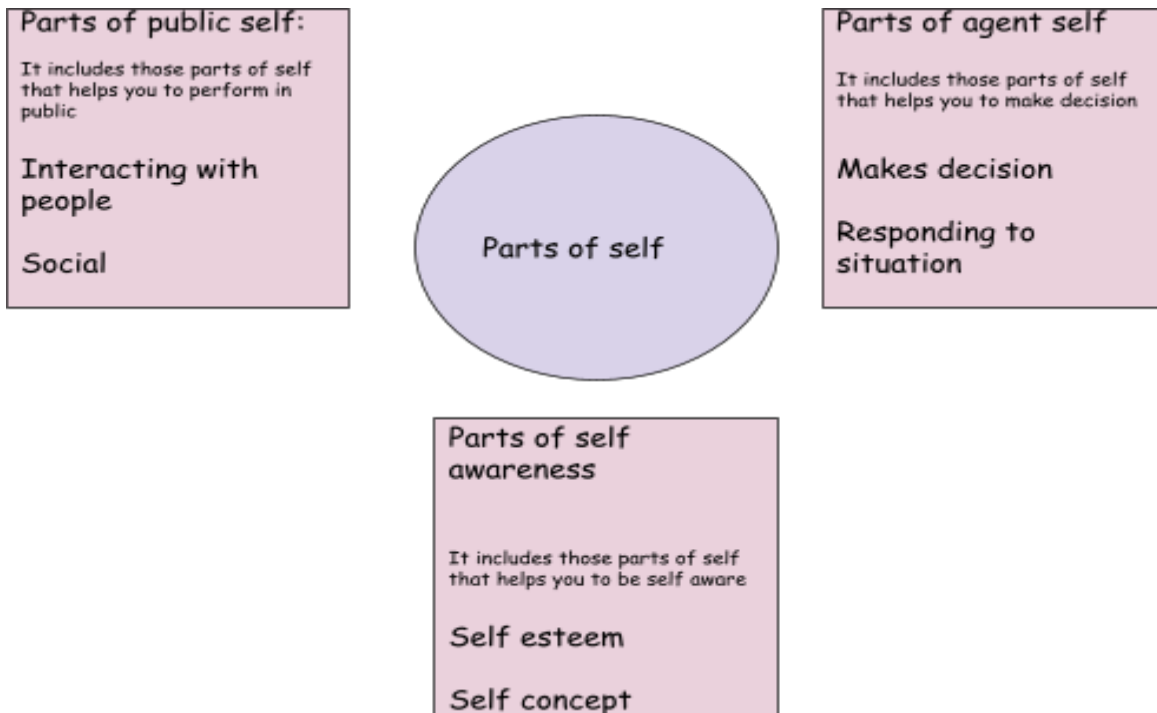 Parts of public self:
It includes those parts of self
that helps you to perform in
public
Interacting with
people
Social
Parts of self
Parts of agent self
It includes those parts of self
that helps you to make decision
Makes decision
Responding to
situation
Parts of self
awareness
It includes those parts of self
that helps you to be self aware
Self esteem
Self concept